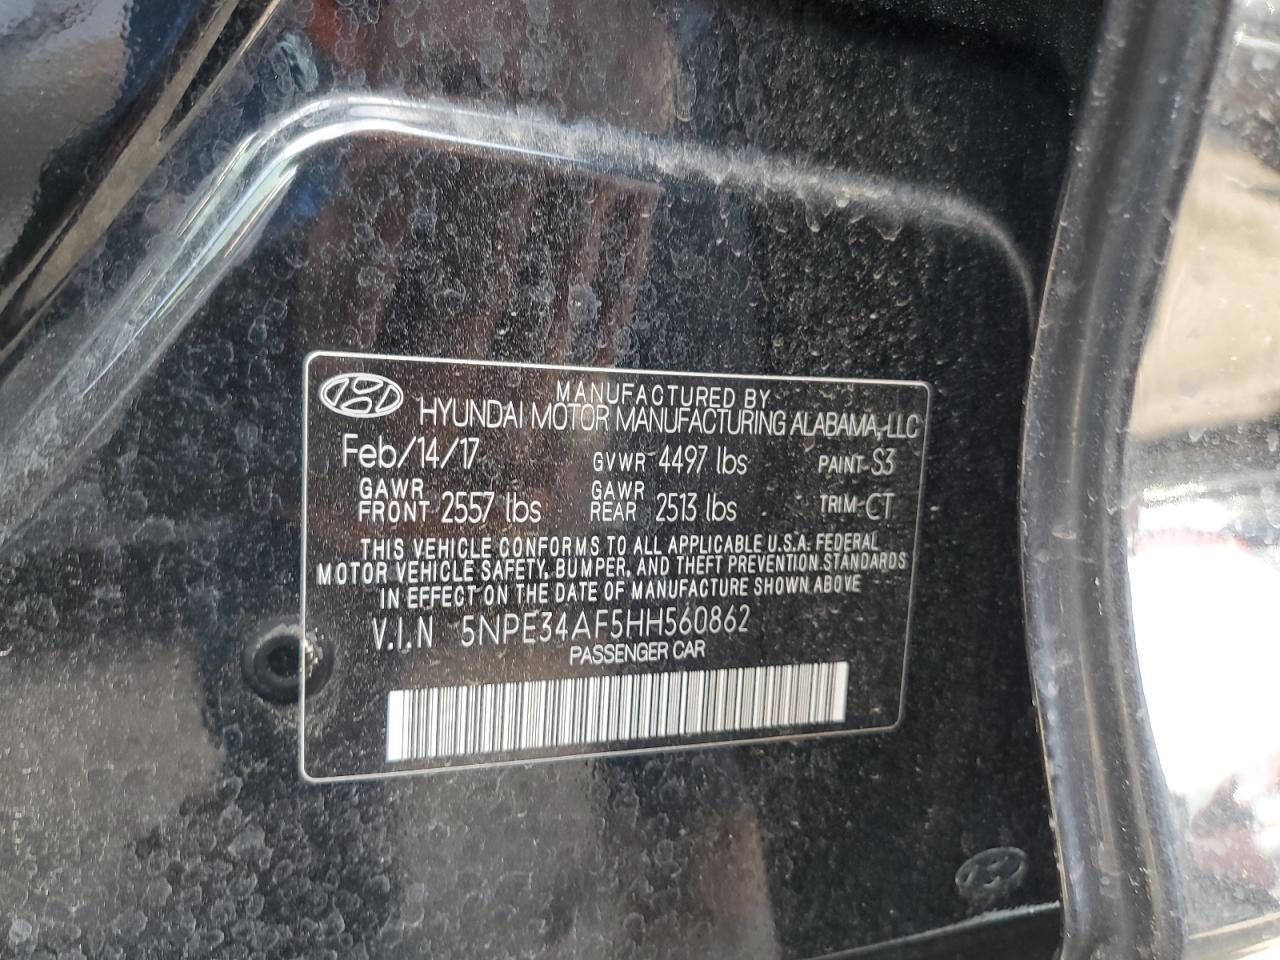 MANUFACTURED BY
HYUNDAI MOTOR MANUFACTURING ALABAMA, LLC
Feb/14/17 GVWR 4497 lbs PAINT-S3
GAWR FRONT 2557 lbs GAWR REAR 2513 lbs TRIM-CT
THIS VEHICLE CONFORMS TO ALL APPLICABLE U.S.A. FEDERAL
MOTOR VEHICLE SAFETY, BUMPER, AND THEFT PREVENTION STANDARDS
IN EFFECT ON THE DATE OF MANUFACTURE SHOWN ABOVE
V.I.N 5NPE34AF5HH560862
PASSENGER CAR